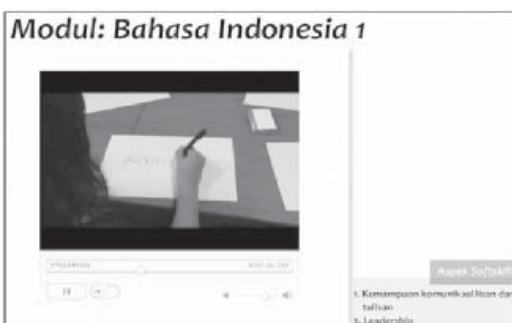 Modul: Bahasa Indonesia 1
Aspek Softskill
1. Kemampuan komunikasi lisan dan
tulisan
2. Leadership